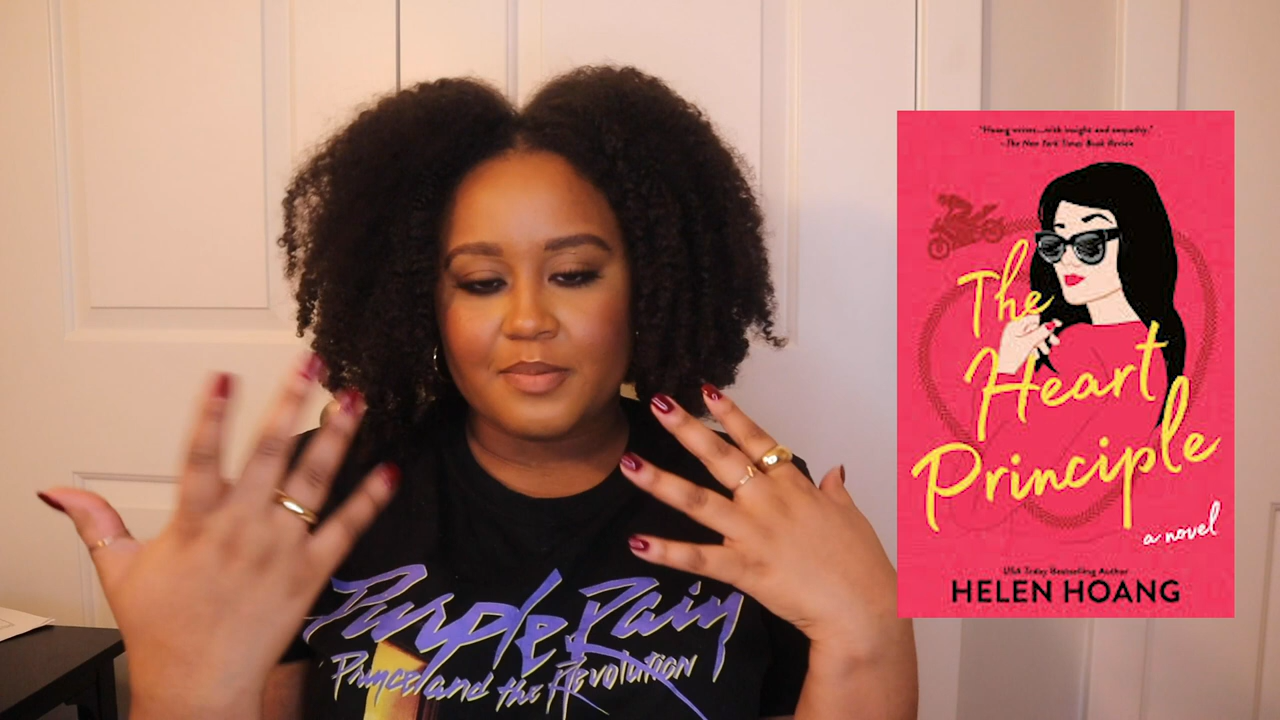 "Hoang writes...with insight and empathy."
—The New York Times Book Review
The
Heart
Principle
a novel
USA Today Bestselling Author
HELEN HOANG
Purple Rain
Prince and the Revolution